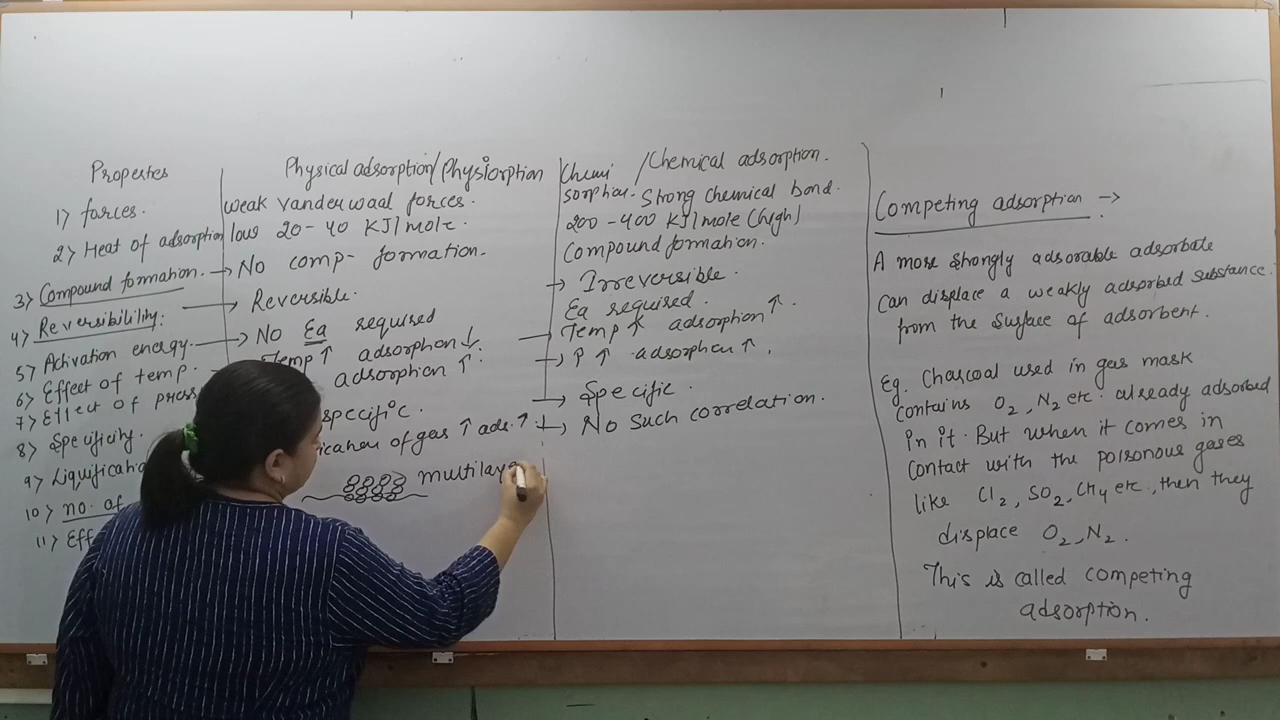 Properties
1) forces.
2) Heat of adsorption
3) Compound formation.
4) Reversibility:
5) Activation energy.
6) Effect of temp.
7) Effect of press
8) Specificity.
9) Liquificatio
10) no. of
11) Eff
Physical adsorption/Physiorption
weak vanderwaal forces.
low 20-40 KJ/mole.
→ No comp- formation.
→ Reversible.
→ No Ea required
Temp ↑ adsorption ↓.
adsorption ↑.
specific.
ication of gas ↑ ads. ↑
multilaye
Chemi /Chemical adsorption.
sorption. Strong Chemical bond.
200-400 KJ/mole (high)
Compound formation.
→ Irreversible.
Ea required.
Temp ↑ adsorption ↑.
→ P ↑ adsorption ↑.
→ Specific.
→ No Such correlation.
Competing adsorption :→
A more strongly adsorable adsorbate
can displace a weakly adsorbed substance
from the surface of adsorbent.
Eg. Charcoal used in gas mask
contains O2, N2 etc. already adsorbed
in it. But when it comes in
contact with the poisonous gases
like Cl2, SO2, CH4 etc., then they
displace O2, N2.
This is called competing
adsorption.